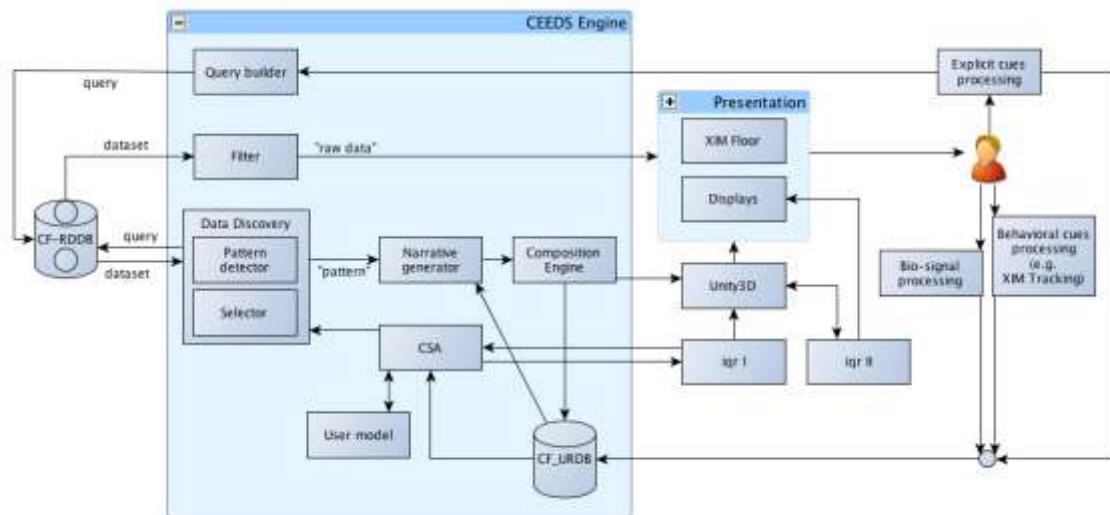 CEEDS Engine
Query builder
query
Explicit cues
processing
Presentation
dataset
Filter
"raw data"
XIM Floor
CF-RDDB
query
dataset
Data Discovery
Pattern
detector
Selector
"pattern"
Narrative
generator
Composition
Engine
Displays
Unity3D
Bio-signal
processing
Behavioral cues
processing
(e.g.
XIM Tracking)
CSA
iqr I
iqr II
User model
CF_URDB